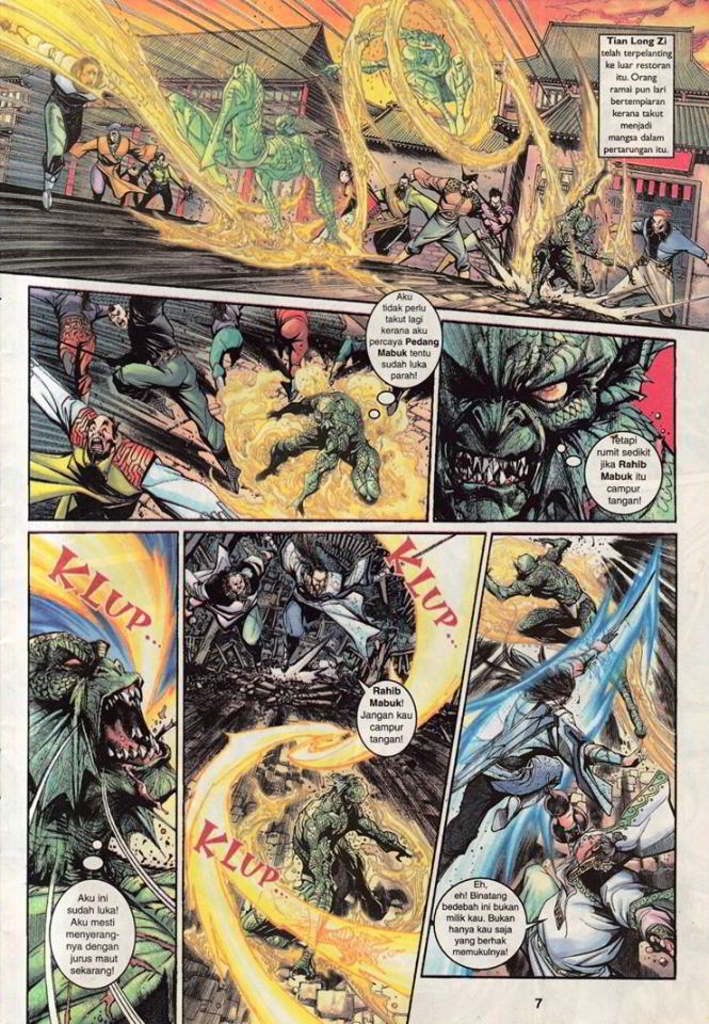 Tian Long Zi
telah terpelanting
ke luar restoran
itu. Orang
ramai pun lari
bertempiaran
kerana takut
menjadi
mangsa dalam
pertarungan itu.
Aku
tidak perlu
takut lagi
kerana aku
percaya Pedang
Mabuk tentu
sudah luka
parah!
Tetapi
rumit sedikit
jika Rahib
Mabuk itu
campur
tangan!
KLUP...
Aku ini
sudah luka!
Aku mesti
menyerang-
nya dengan
jurus maut
sekarang!
KLUP...
Rahib
Mabuk!
Jangan kau
campur
tangan!
KLUP...
Eh,
eh! Binatang
bedebah ini bukan
milik kau. Bukan
hanya kau saja
yang berhak
memukulnya!
7